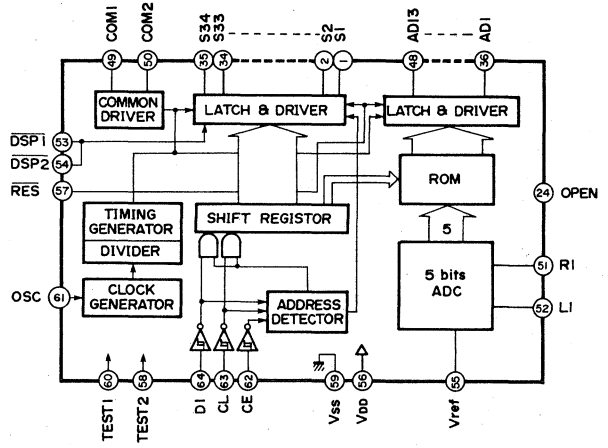 COM1 COM2 S34 S33 S2 S1 AD13 AD1
49 50 35 34 2 1 48 36
COMMON DRIVER
LATCH & DRIVER
LATCH & DRIVER
DSP1 53
DSP2 54
RES 57
ROM
24 OPEN
SHIFT REGISTOR
TIMING GENERATOR
DIVIDER
5
5 bits ADC
51 R1
52 L1
OSC 61
CLOCK GENERATOR
ADDRESS DETECTOR
60 58 64 63 62 59 56 55
TEST1 TEST2 DI CL CE Vss VDD Vref